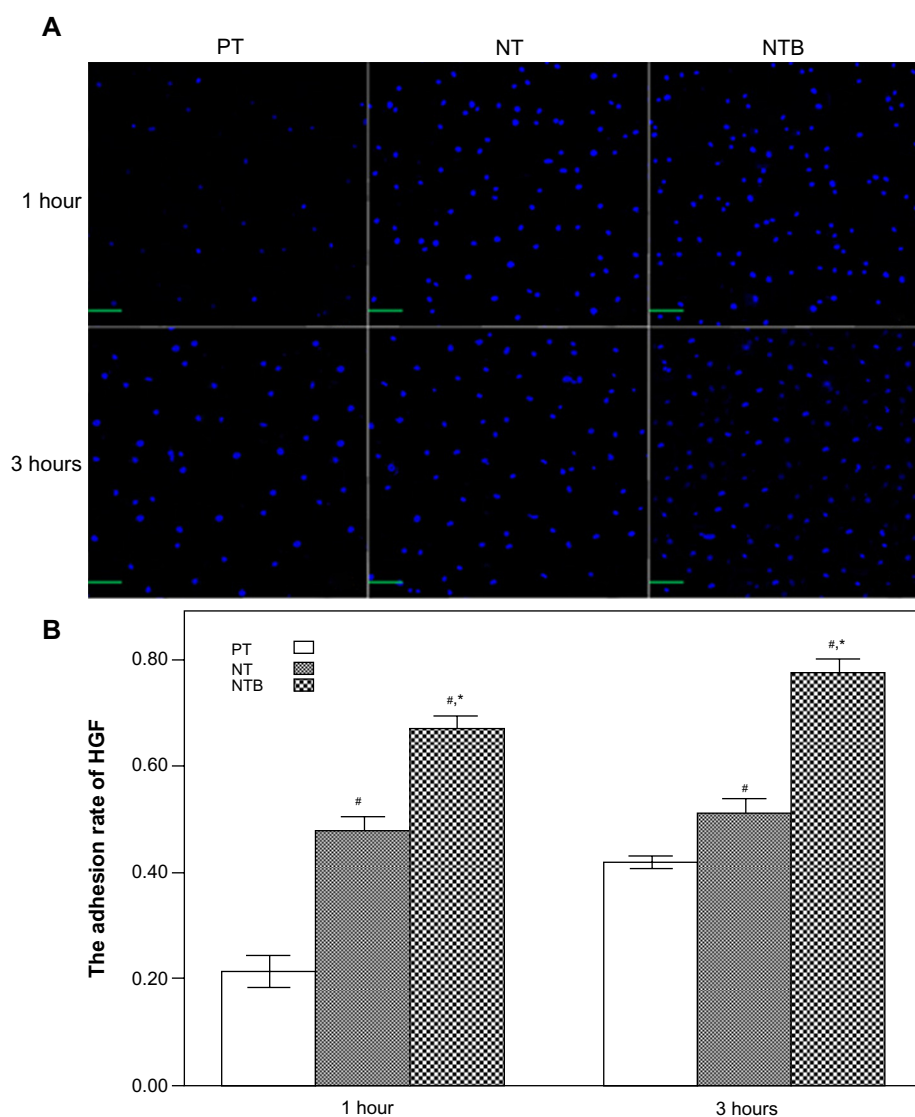 A
PT NT NTB
1 hour
3 hours
B
The adhesion rate of HGF
0.80
0.60
0.40
0.20
0.00
PT
NT
NTB
#
#,*
#
#,*
1 hour 3 hours